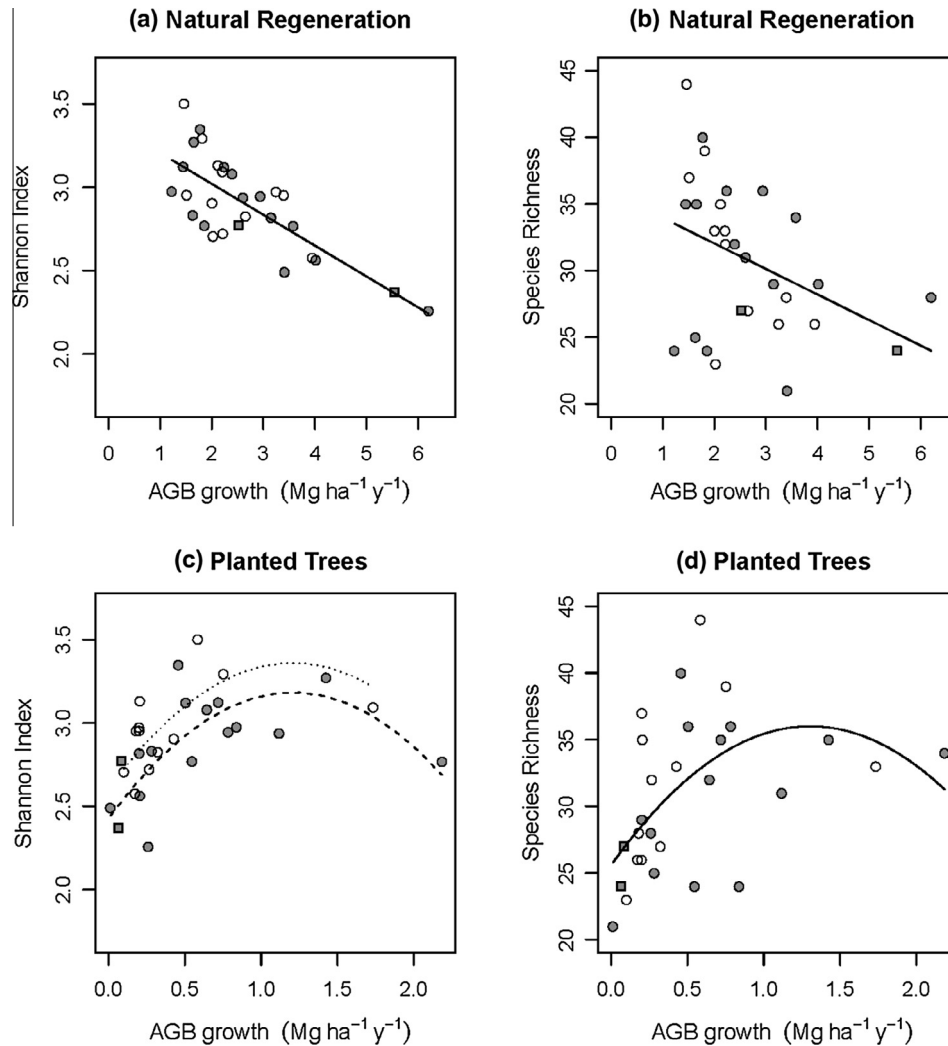 (a) Natural Regeneration
Shannon Index
3.5
3.0
2.5
2.0
0 1 2 3 4 5 6
AGB growth (Mg ha⁻¹ y⁻¹)
(b) Natural Regeneration
Species Richness
45
40
35
30
25
20
0 1 2 3 4 5 6
AGB growth (Mg ha⁻¹ y⁻¹)
(c) Planted Trees
Shannon Index
3.5
3.0
2.5
2.0
0.0 0.5 1.0 1.5 2.0
AGB growth (Mg ha⁻¹ y⁻¹)
(d) Planted Trees
Species Richness
45
40
35
30
25
20
0.0 0.5 1.0 1.5 2.0
AGB growth (Mg ha⁻¹ y⁻¹)